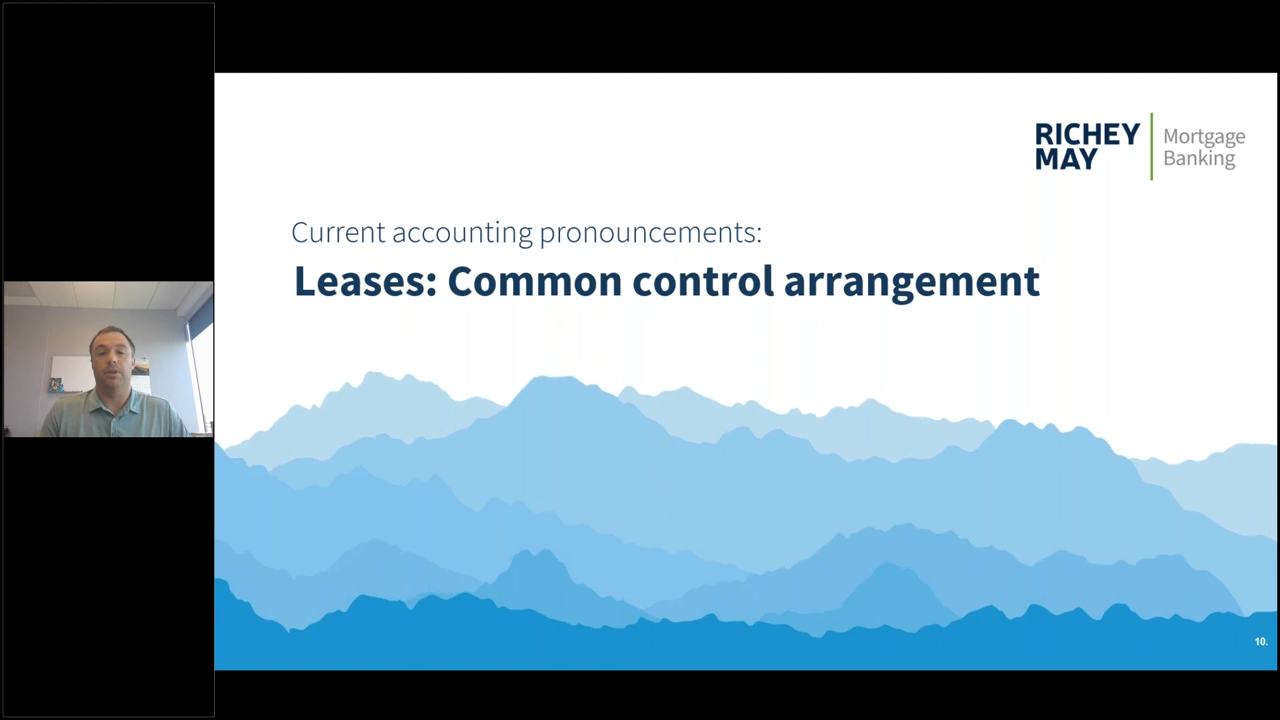 RICHEY
MAY
Mortgage
Banking
Current accounting pronouncements:
Leases: Common control arrangement
10.